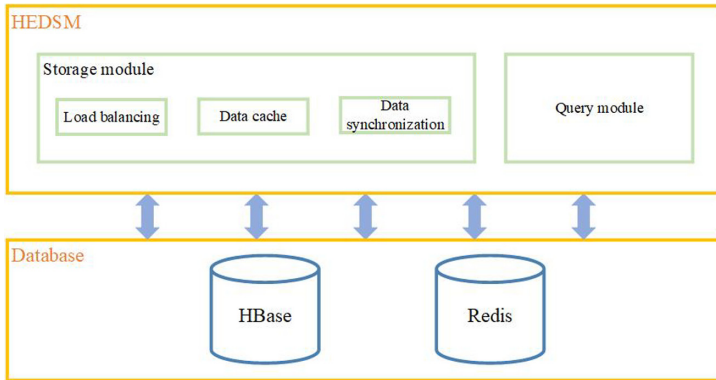 HEDSM
Storage module
Load balancing
Data cache
Data
synchronization
Query module
Database
HBase
Redis